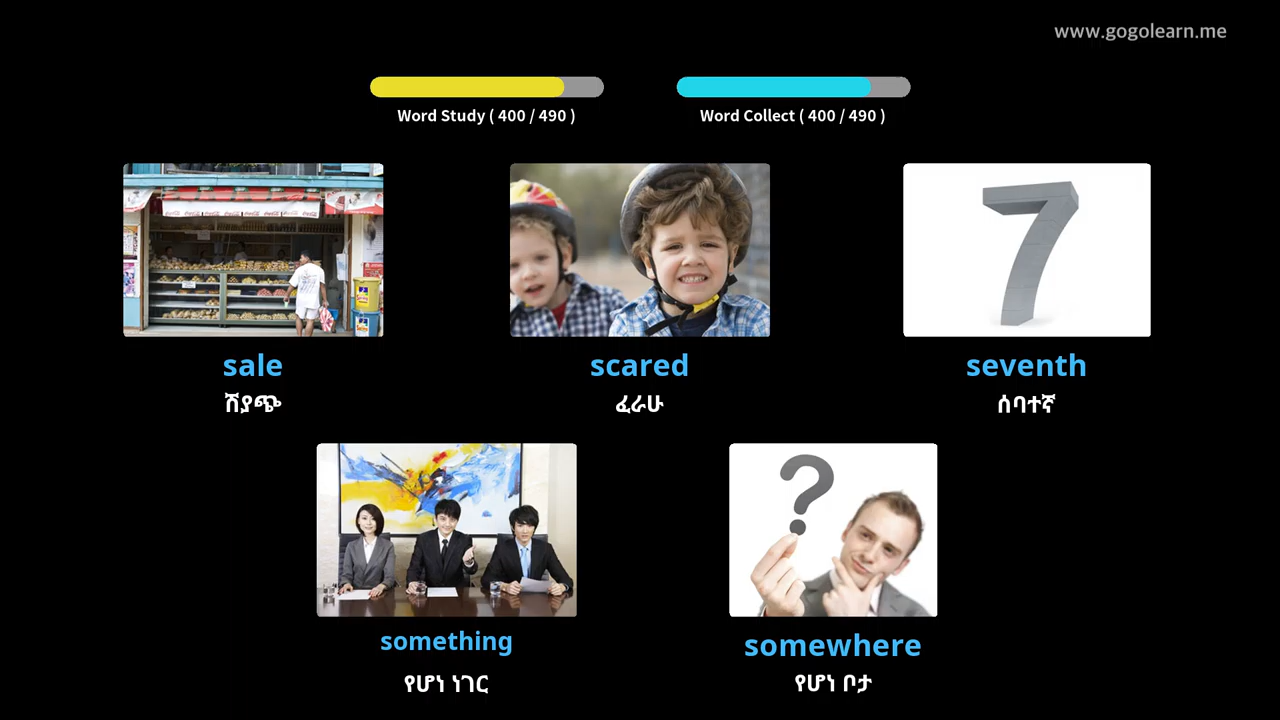 www.gogolearn.me
Word Study ( 400 / 490 )
Word Collect ( 400 / 490 )
sale
scared
seventh
ሽያጭ
ፈራሁ
ሰባተኛ
something
somewhere
የሆነ ነገር
የሆነ ቦታ